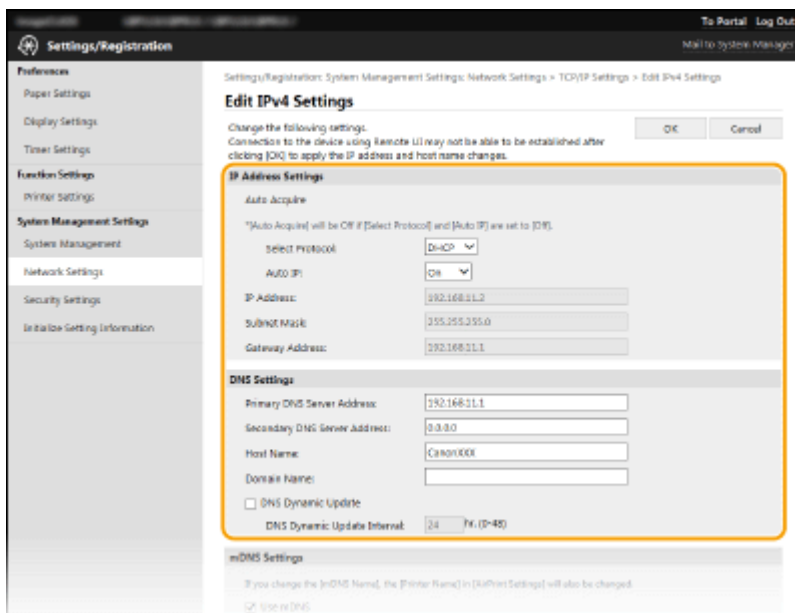 To Portal Log Out
Settings/Registration
Mail to System Manager
Preferences
Paper Settings
Display Settings
Timer Settings
Function Settings
Printer Settings
System Management Settings
System Management
Network Settings
Security Settings
Initialize Setting Information
Settings/Registration: System Management Settings: Network Settings > TCP/IP Settings > Edit IPv4 Settings
Edit IPv4 Settings
Change the following settings.
Connection to the device using Remote UI may not be able to be established after
clicking [OK] to apply the IP address and host name changes.
OK Cancel
IP Address Settings
Auto Acquire
*[Auto Acquire] will be Off if [Select Protocol] and [Auto IP] are set to [Off].
Select Protocol: DHCP
Auto IP: On
IP Address: 192.168.11.2
Subnet Mask: 255.255.255.0
Gateway Address: 192.168.11.1
DNS Settings
Primary DNS Server Address: 192.168.11.1
Secondary DNS Server Address: 0.0.0.0
Host Name: CanonXXX
Domain Name:
DNS Dynamic Update
DNS Dynamic Update Interval: 24 hr. (0-48)
mDNS Settings
If you change the [mDNS Name], the [Printer Name] in [AirPrint Settings] will also be changed.
Use mDNS